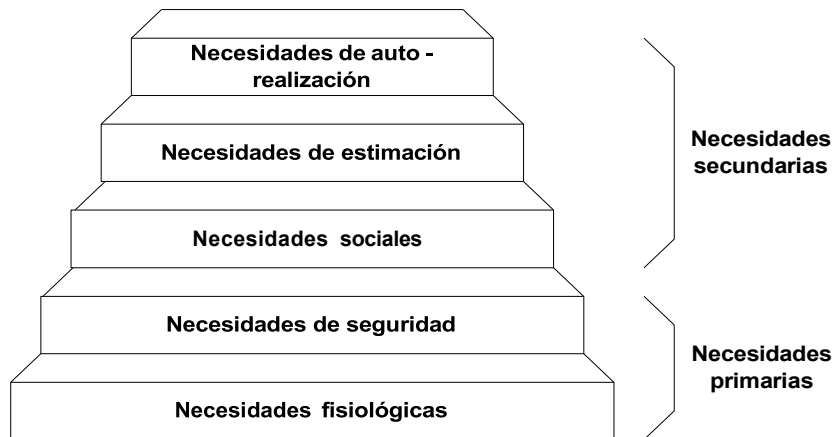 Necesidades de auto -
realización
Necesidades de estimación
Necesidades sociales
Necesidades
secundarias
Necesidades de seguridad
Necesidades fisiológicas
Necesidades
primarias